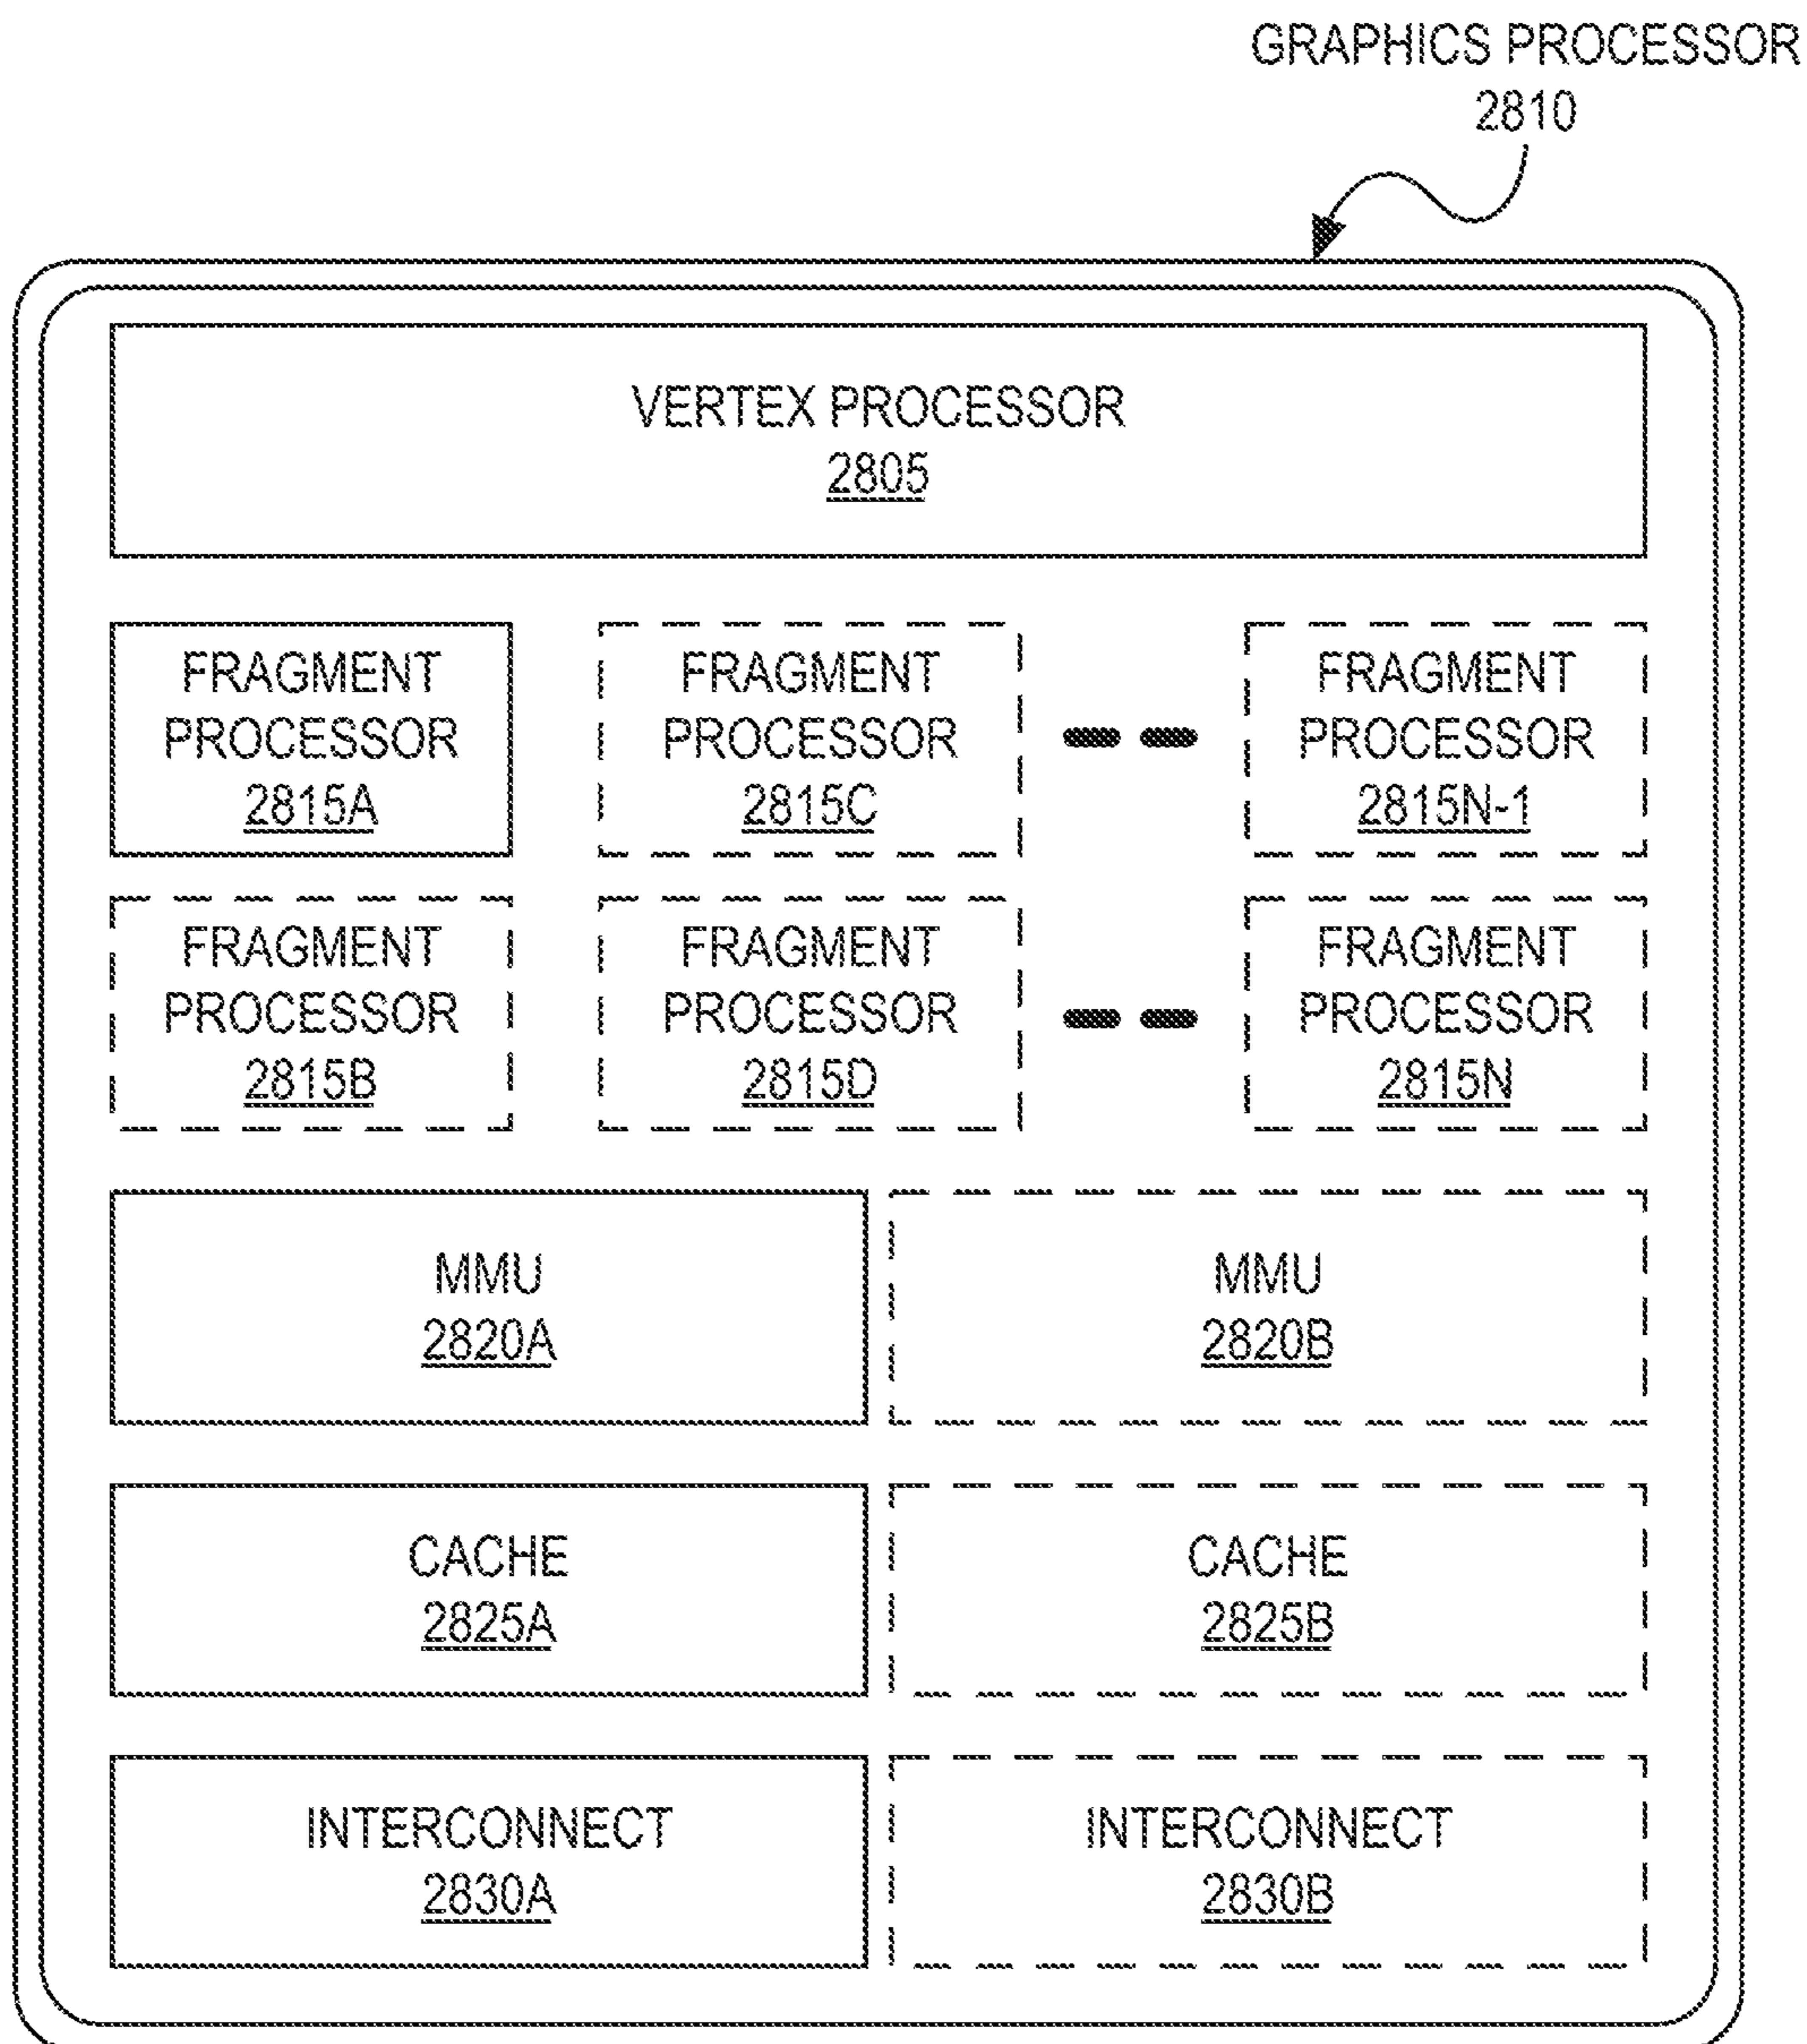 GRAPHICS PROCESSOR
2810
VERTEX PROCESSOR
2805
FRAGMENT
PROCESSOR
2815A
FRAGMENT
PROCESSOR
2815C
FRAGMENT
PROCESSOR
2815N-1
FRAGMENT
PROCESSOR
2815B
FRAGMENT
PROCESSOR
2815D
FRAGMENT
PROCESSOR
2815N
MMU
2820A
MMU
2820B
CACHE
2825A
CACHE
2825B
INTERCONNECT
2830A
INTERCONNECT
2830B